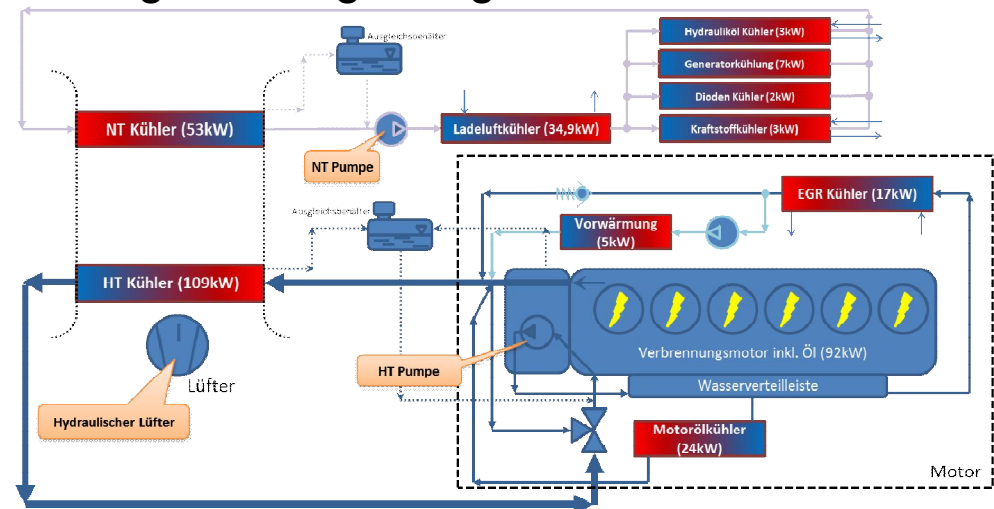 Ausgleichsbehälter
Hydrauliköl Kühler (3kW)
Generatorkühlung (7kW)
Dioden Kühler (2kW)
Kraftstoffkühler (3kW)
NT Kühler (53kW)
Ladeluftkühler (34,9kW)
NT Pumpe
EGR Kühler (17kW)
Ausgleichsbehälter
Vorwärmung
(5kW)
HT Kühler (109kW)
Verbrennungsmotor inkl. Öl (92kW)
HT Pumpe
Lüfter
Wasserverteilleiste
Hydraulischer Lüfter
Motorölkühler
(24kW)
Motor